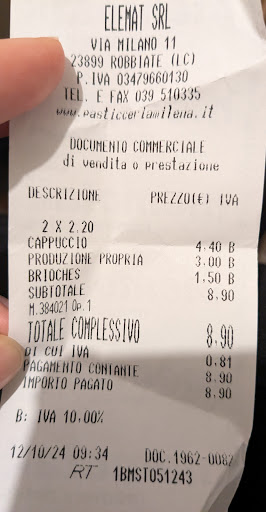 ELEMAT SRL
VIA MILANO 11
23899 ROBBIATE (LC)
P.IVA 03479660130
TEL. E FAX 039 510335
www.pasticceriamilena.it
DOCUMENTO COMMERCIALE
di vendita o prestazione
DESCRIZIONE PREZZO(€) IVA
2 X 2.20
CAPPUCCIO 4.40 B
PRODUZIONE PROPRIA 3.00 B
BRIOCHES 1.50 B
SUBTOTALE 8.90
M.384021 Op.1
TOTALE COMPLESSIVO 8.90
DI CUI IVA 0.81
PAGAMENTO CONTANTE 8.90
IMPORTO PAGATO 8.90
B: IVA 10,00%
12/10/24 09:34 DOC.1962-0082
RT 1BMST051243